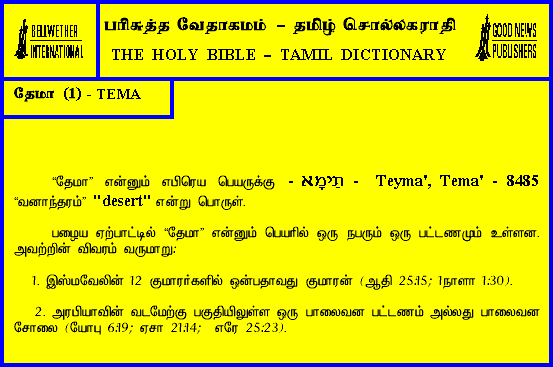 BELLWETHER
INTERNATIONAL
பரிசுத்த வேதாகமம் – தமிழ் சொல்லகராதி
THE HOLY BIBLE – TAMIL DICTIONARY
GOOD NEWS
PUBLISHERS
தேமா (1) - TEMA
“தேமா” என்னும் எபிரெய பெயருக்கு - תֵּימָא - Teyma', Tema' - 8485
“வனாந்தரம்” "desert" என்று பொருள்.
பழைய ஏற்பாட்டில் “தேமா” என்னும் பெயரில் ஒரு நபரும் ஒரு பட்டணமும் உள்ளன.
அவற்றின் விவரம் வருமாறு:
1. இஸ்மவேலின் 12 குமாரர்களில் ஒன்பதாவது குமாரன் (ஆதி 25:15; 1நாளா 1:30).
2. அரபியாவின் வடமேற்கு பகுதியிலுள்ள ஒரு பாலைவன பட்டணம் அல்லது பாலைவன
சோலை (யோபு 6:19; ஏசா 21:14; எரே 25:23).